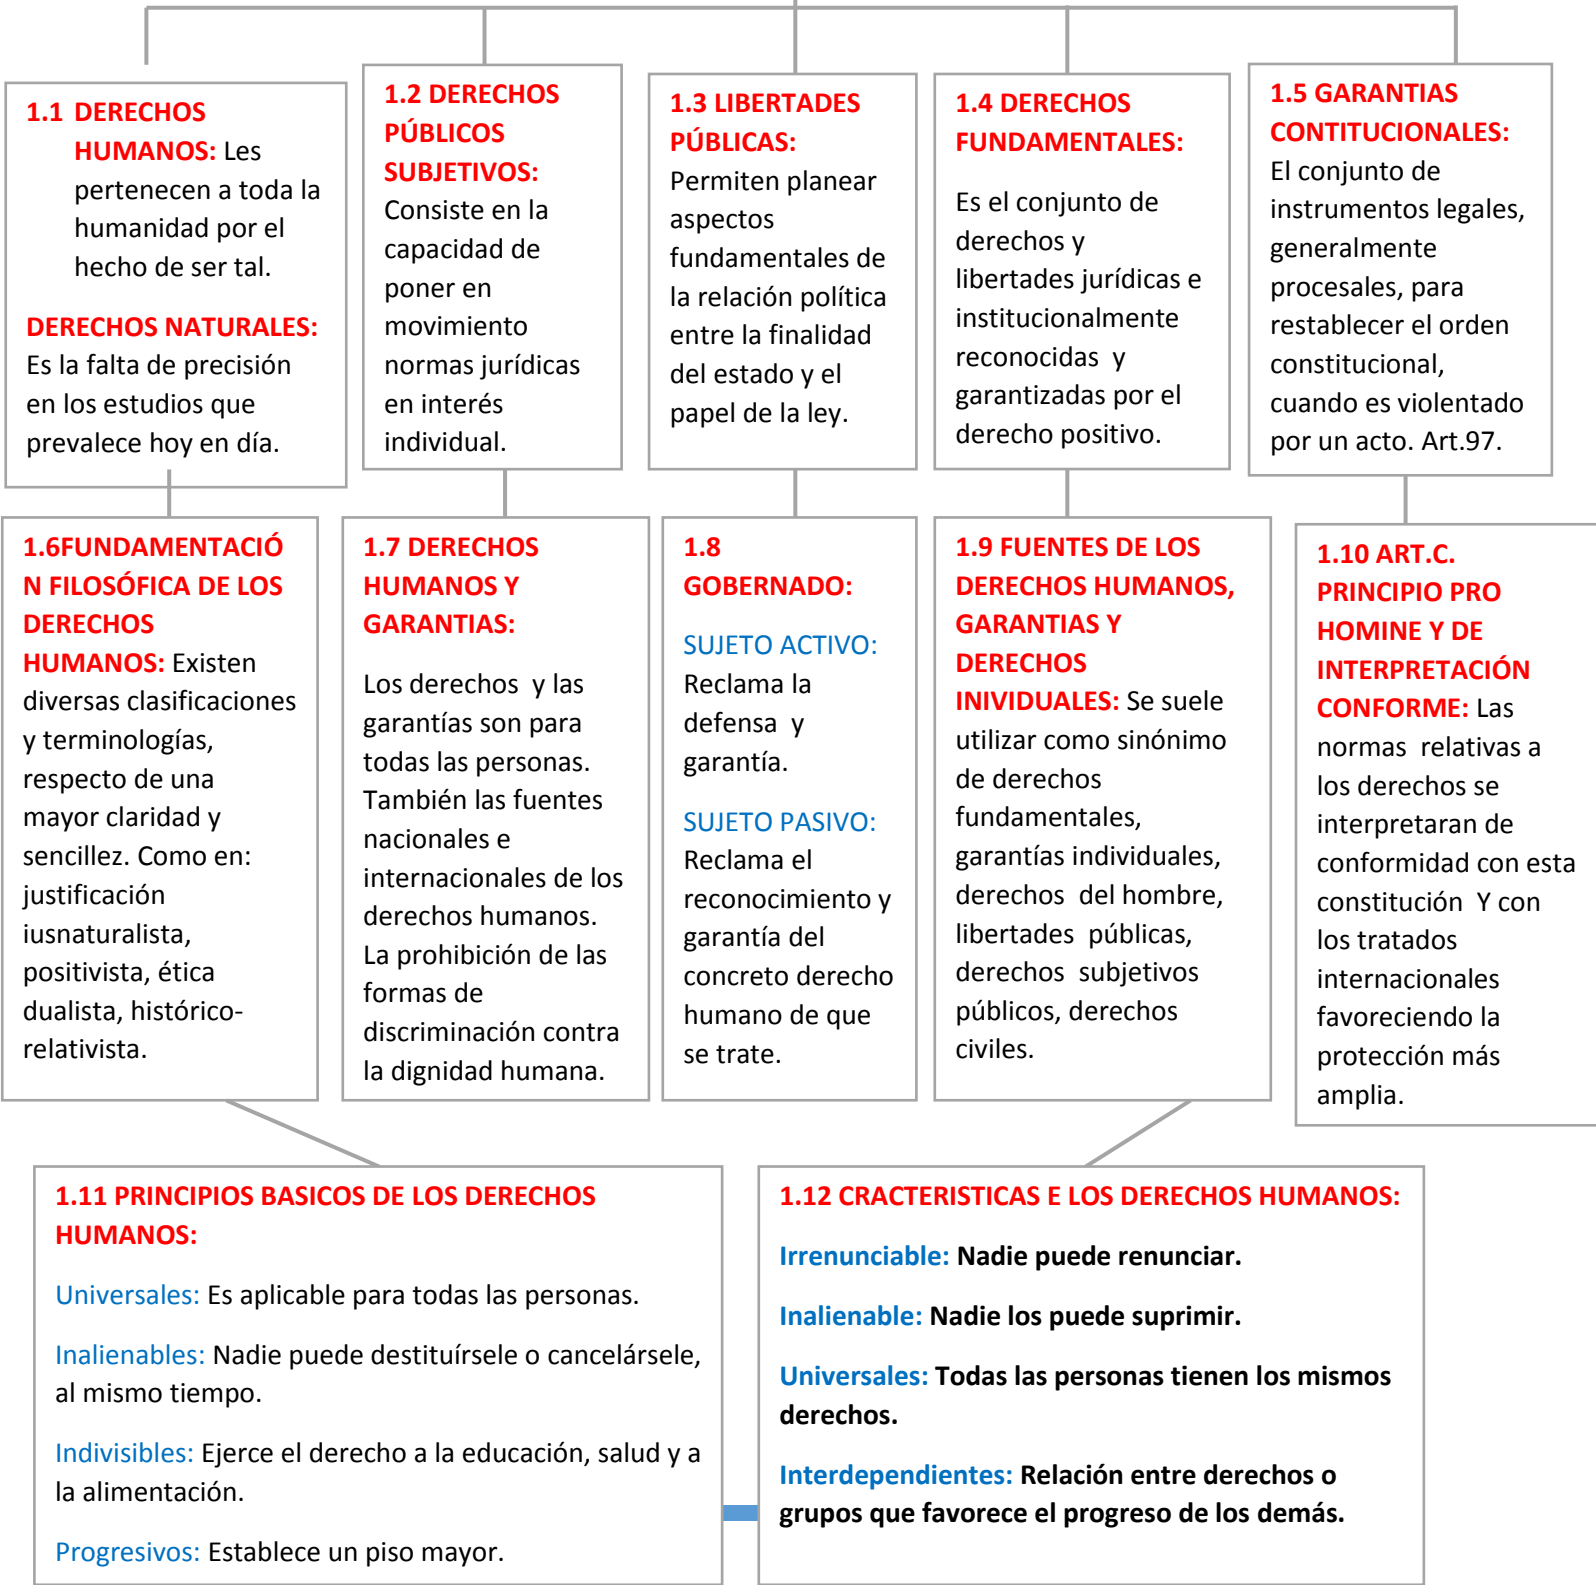 1.1 DERECHOS
HUMANOS: Les
pertenecen a toda la
humanidad por el
hecho de ser tal.
DERECHOS NATURALES:
Es la falta de precisión
en los estudios que
prevalece hoy en día.
1.2 DERECHOS
PÚBLICOS
SUBJETIVOS:
Consiste en la
capacidad de
poner en
movimiento
normas jurídicas
en interés
individual.
1.3 LIBERTADES
PÚBLICAS:
Permiten planear
aspectos
fundamentales de
la relación política
entre la finalidad
del estado y el
papel de la ley.
1.4 DERECHOS
FUNDAMENTALES:
Es el conjunto de
derechos y
libertades jurídicas e
institucionalmente
reconocidas y
garantizadas por el
derecho positivo.
1.5 GARANTIAS
CONTITUCIONALES:
El conjunto de
instrumentos legales,
generalmente
procesales, para
restablecer el orden
constitucional,
cuando es violentado
por un acto. Art.97.
1.6FUNDAMENTACIÓ
N FILOSÓFICA DE LOS
DERECHOS
HUMANOS: Existen
diversas clasificaciones
y terminologías,
respecto de una
mayor claridad y
sencillez. Como en:
justificación
iusnaturalista,
positivista, ética
dualista, histórico-
relativista.
1.7 DERECHOS
HUMANOS Y
GARANTIAS:
Los derechos y las
garantías son para
todas las personas.
También las fuentes
nacionales e
internacionales de los
derechos humanos.
La prohibición de las
formas de
discriminación contra
la dignidad humana.
1.8
GOBERNADO:
SUJETO ACTIVO:
Reclama la
defensa y
garantía.
SUJETO PASIVO:
Reclama el
reconocimiento y
garantía del
concreto derecho
humano de que
se trate.
1.9 FUENTES DE LOS
DERECHOS HUMANOS,
GARANTIAS Y
DERECHOS
INIVIDUALES: Se suele
utilizar como sinónimo
de derechos
fundamentales,
garantías individuales,
derechos del hombre,
libertades públicas,
derechos subjetivos
públicos, derechos
civiles.
1.10 ART.C.
PRINCIPIO PRO
HOMINE Y DE
INTERPRETACIÓN
CONFORME: Las
normas relativas a
los derechos se
interpretaran de
conformidad con esta
constitución Y con
los tratados
internacionales
favoreciendo la
protección más
amplia.
1.11 PRINCIPIOS BASICOS DE LOS DERECHOS
HUMANOS:
Universales: Es aplicable para todas las personas.
Inalienables: Nadie puede destituírsele o cancelársele,
al mismo tiempo.
Indivisibles: Ejerce el derecho a la educación, salud y a
la alimentación.
Progresivos: Establece un piso mayor.
1.12 CRACTERISTICAS E LOS DERECHOS HUMANOS:
Irrenunciable: Nadie puede renunciar.
Inalienable: Nadie los puede suprimir.
Universales: Todas las personas tienen los mismos
derechos.
Interdependientes: Relación entre derechos o
grupos que favorece el progreso de los demás.